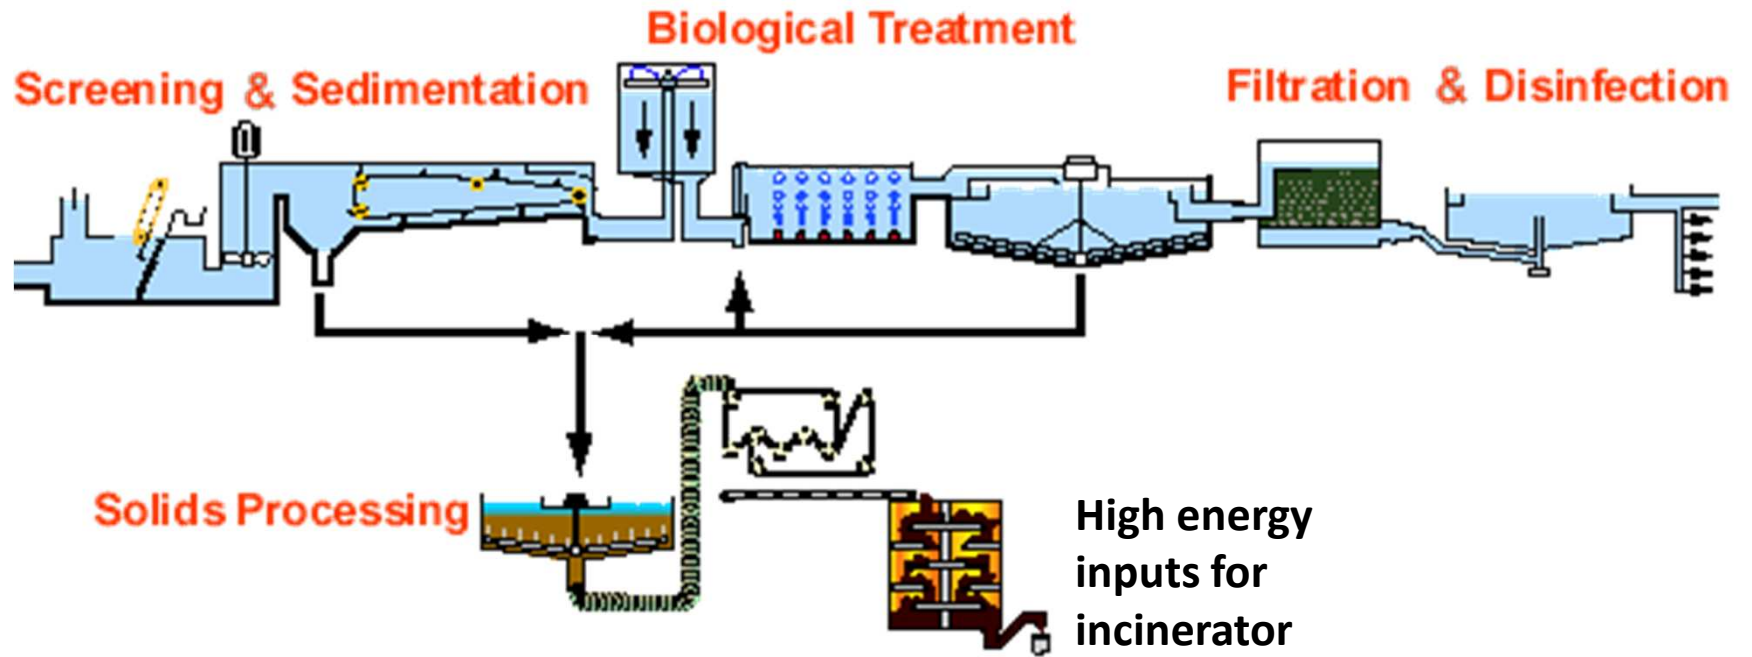 Biological Treatment
Screening & Sedimentation
Filtration & Disinfection
Solids Processing
High energy
inputs for
incinerator